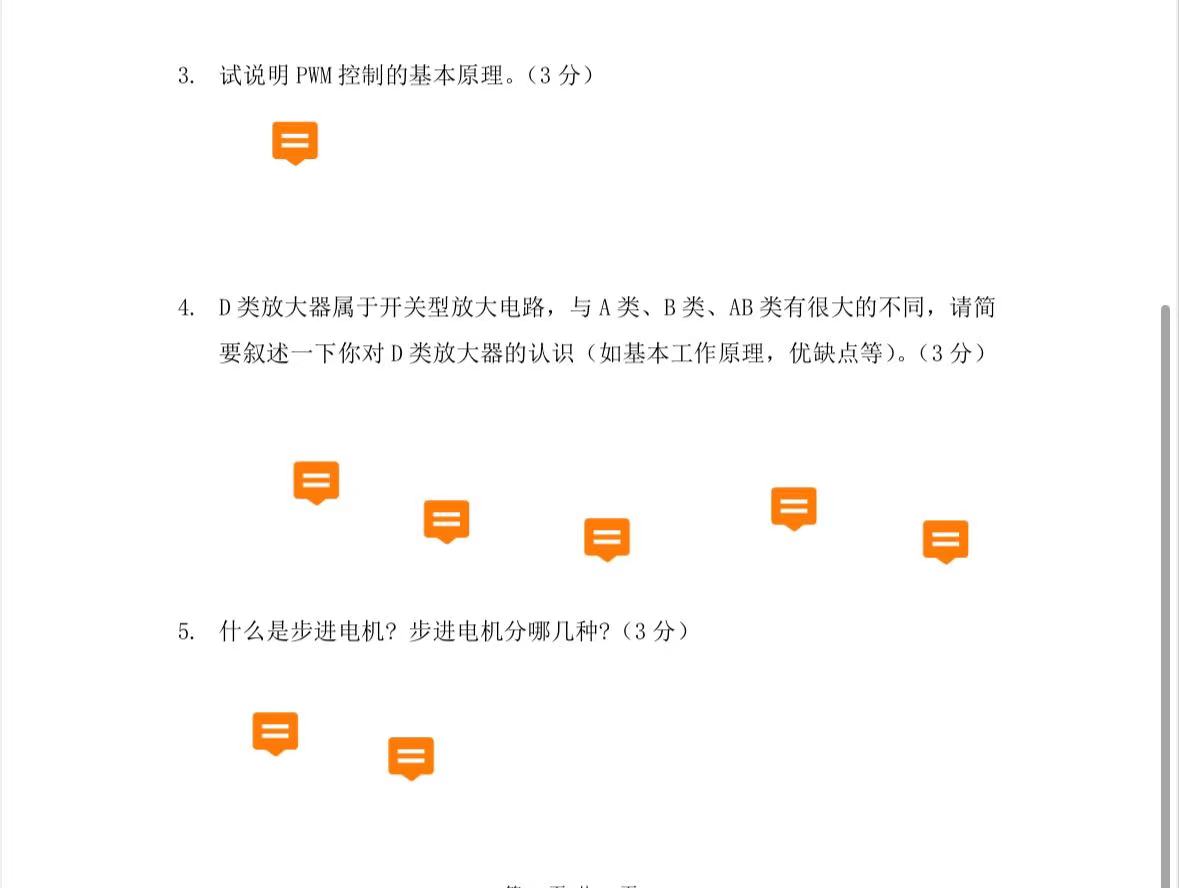 3. 试说明 PWM 控制的基本原理。（3 分）
4. D 类放大器属于开关型放大电路，与 A 类、B 类、AB 类有很大的不同，请简
要叙述一下你对 D 类放大器的认识（如基本工作原理，优缺点等）。（3 分）
5. 什么是步进电机? 步进电机分哪几种?（3 分）